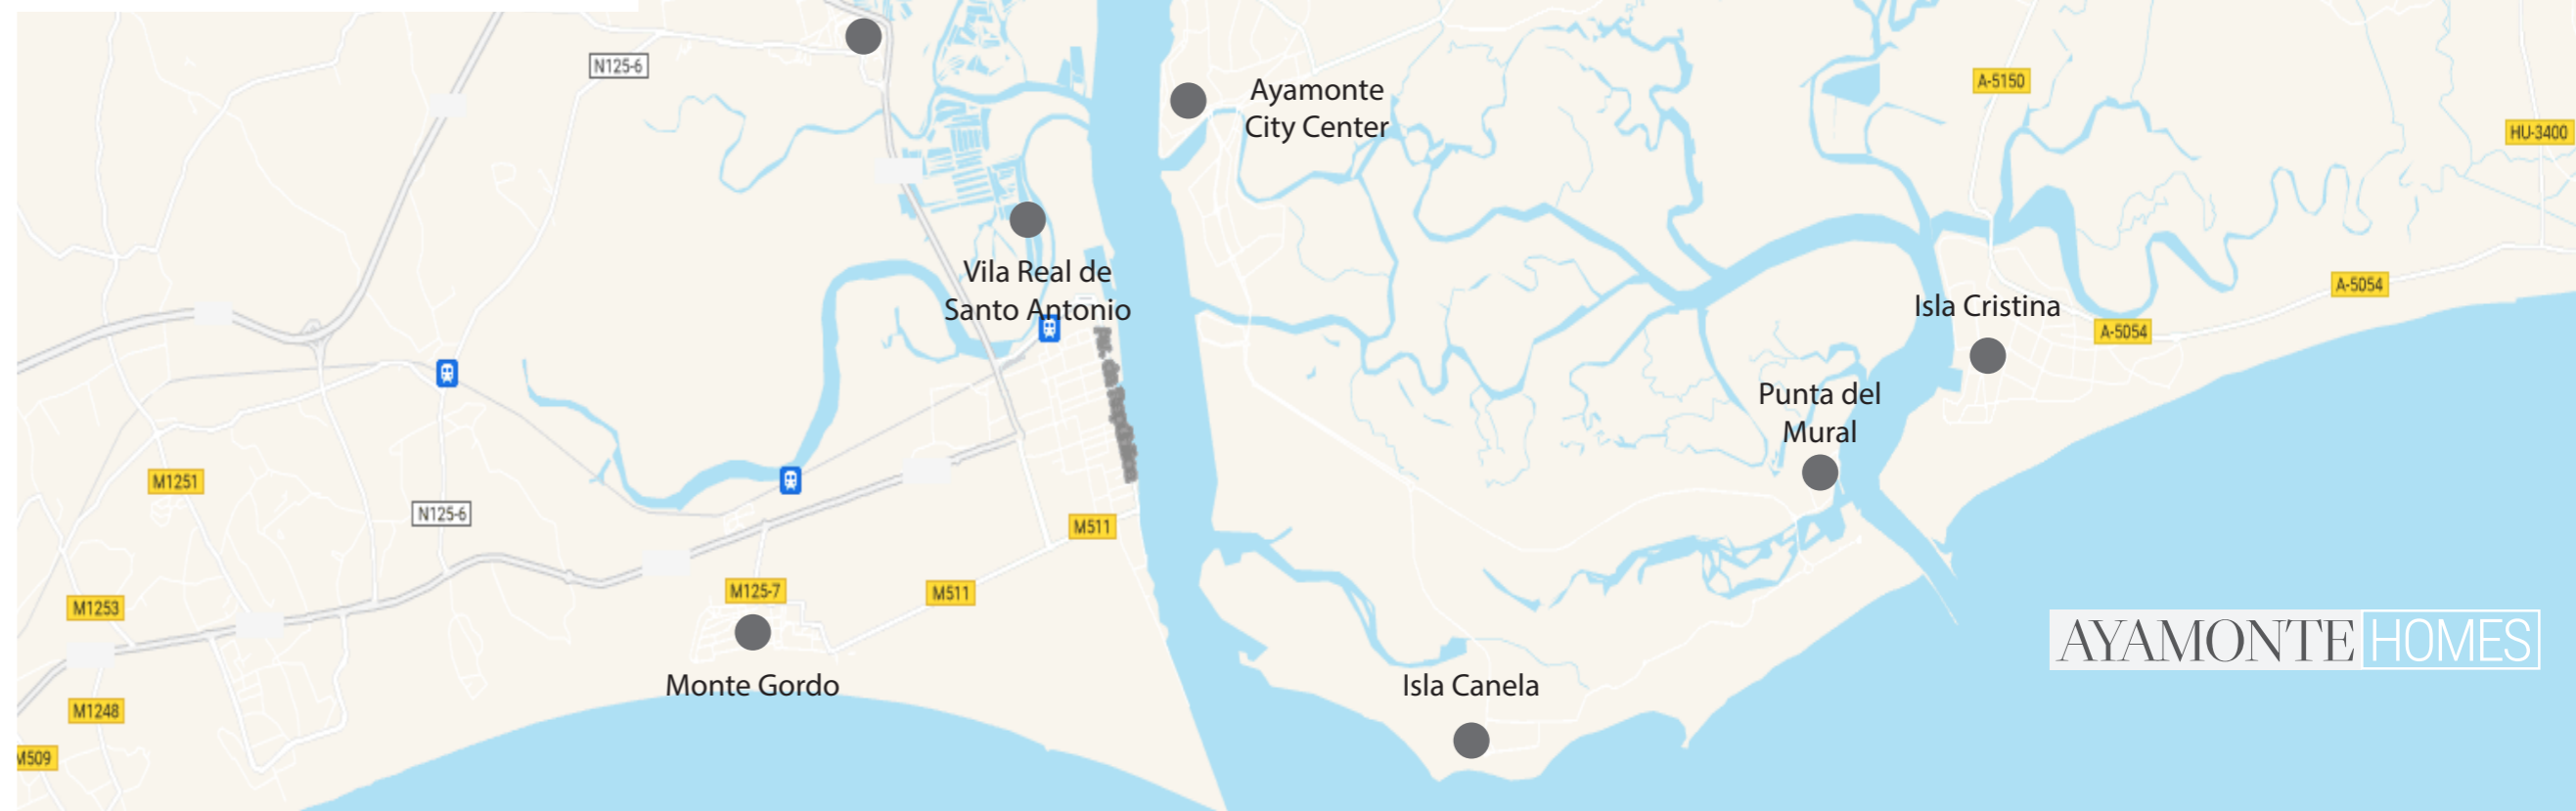 N125-6
Ayamonte
City Center
A-5150
HU-3400
Vila Real de
Santo Antonio
A-5054
Isla Cristina
A-5054
Punta del
Mural
M1251
N125-6
M511
M125-7
M511
M1253
Monte Gordo
Isla Canela
AYAMONTE HOMES
M1248
M509